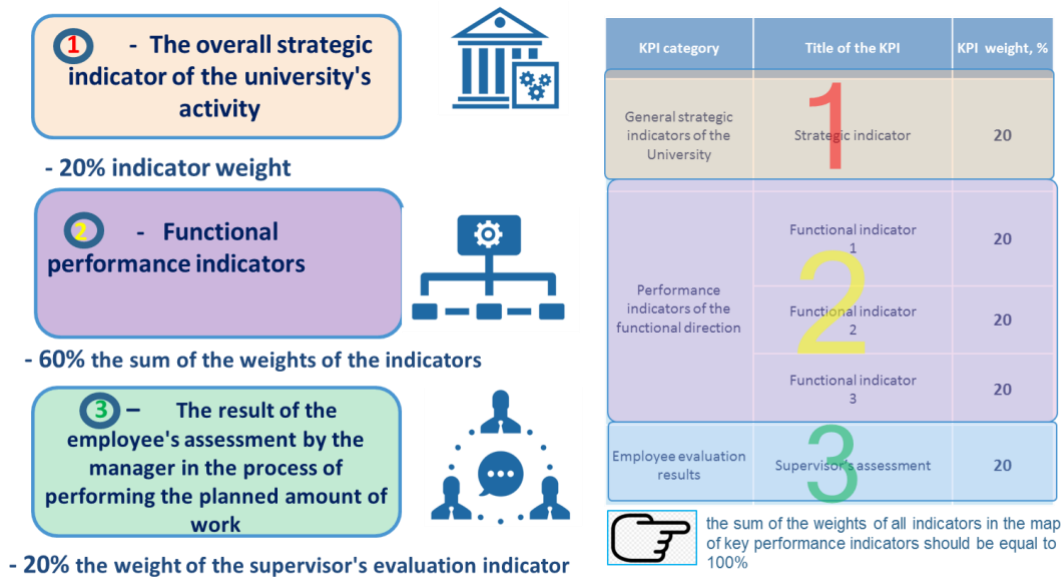 1 - The overall strategic
indicator of the university's
activity
- 20% indicator weight
2 - Functional
performance indicators
- 60% the sum of the weights of the indicators
3 – The result of the
employee's assessment by the
manager in the process of
performing the planned amount of
work
- 20% the weight of the supervisor's evaluation indicator
KPI category Title of the KPI KPI weight, %
General strategic
indicators of the
University
Strategic indicator
20
1
Performance
indicators of the
functional direction
Functional indicator
1
20
Functional indicator
2
20
Functional indicator
3
20
2
Employee evaluation
results
Supervisor's assessment
20
3
the sum of the weights of all indicators in the map
of key performance indicators should be equal to
100%